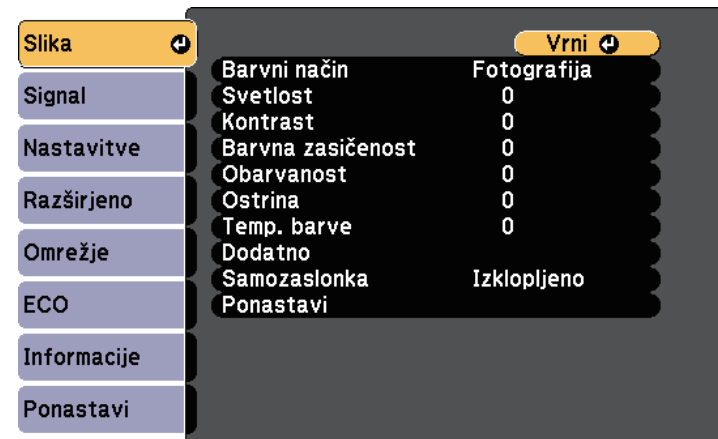 Slika
Signal
Nastavitve
Razširjeno
Omrežje
ECO
Informacije
Ponastavi
Vrni
Barvni način Fotografija
Svetlost 0
Kontrast 0
Barvna zasičenost 0
Obarvanost 0
Ostrina 0
Temp. barve 0
Dodatno
Samozaslonka Izklopljeno
Ponastavi